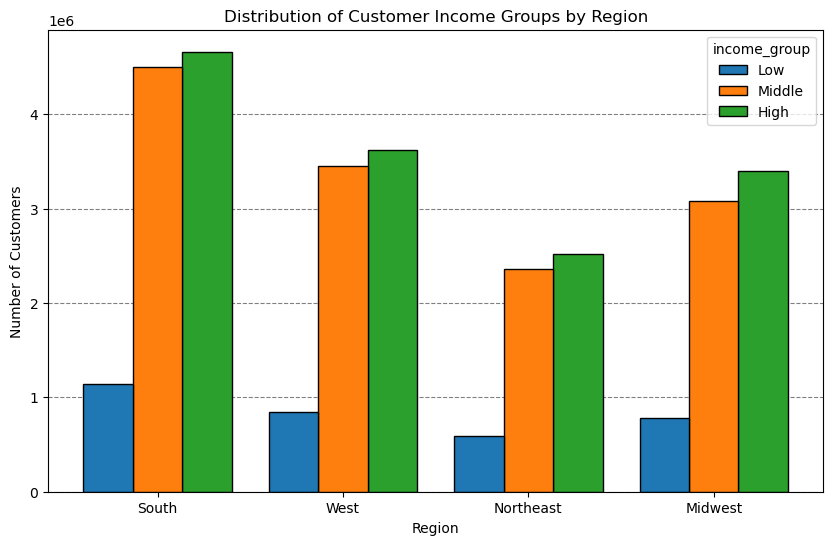 Distribution of Customer Income Groups by Region
1e6
income_group
Low
Middle
High
4
3
2
1
0
Number of Customers
South
West
Northeast
Midwest
Region